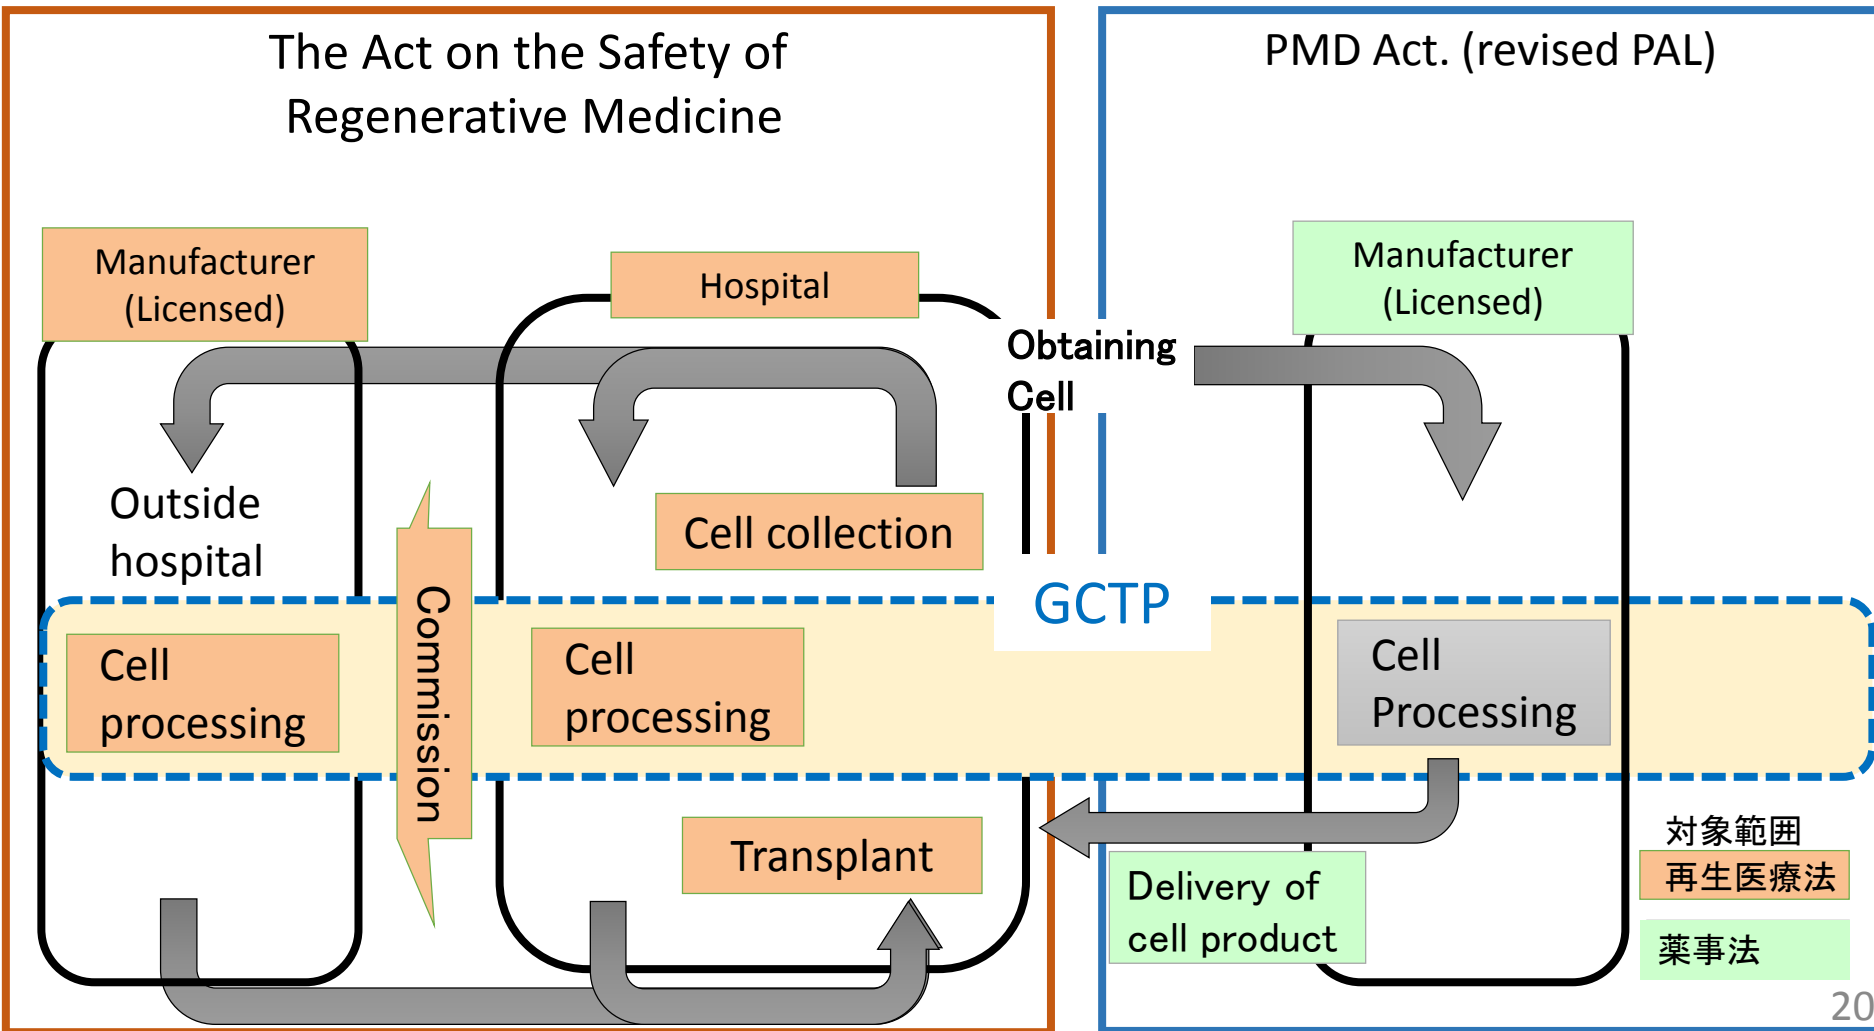 The Act on the Safety of
Regenerative Medicine
PMD Act. (revised PAL)
Manufacturer
(Licensed)
Hospital
Manufacturer
(Licensed)
Obtaining
Cell
Outside
hospital
Cell collection
Commission
GCTP
Cell
processing
Cell
processing
Cell
Processing
Transplant
Delivery of
cell product
対象範囲
再生医療法
薬事法
20